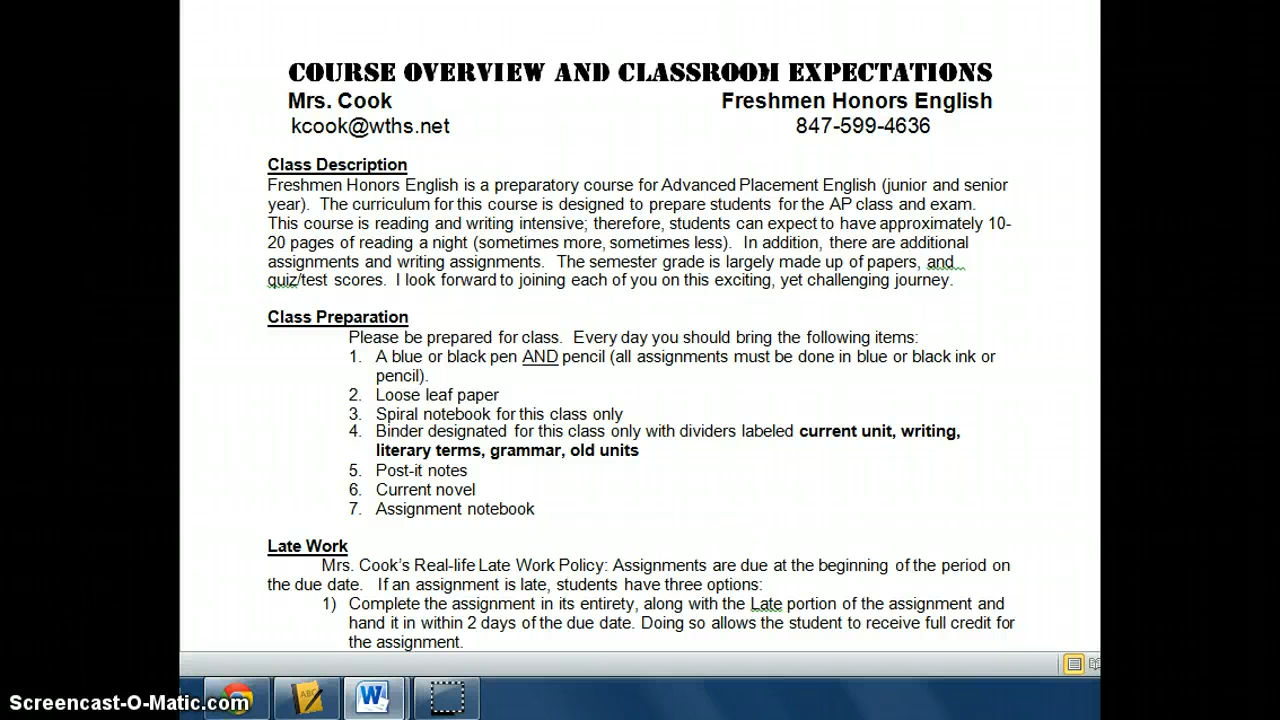 COURSE OVERVIEW AND CLASSROOM EXPECTATIONS
Mrs. Cook Freshmen Honors English
kcook@wths.net 847-599-4636
Class Description
Freshmen Honors English is a preparatory course for Advanced Placement English (junior and senior
year). The curriculum for this course is designed to prepare students for the AP class and exam.
This course is reading and writing intensive; therefore, students can expect to have approximately 10-
20 pages of reading a night (sometimes more, sometimes less). In addition, there are additional
assignments and writing assignments. The semester grade is largely made up of papers, and
quiz/test scores. I look forward to joining each of you on this exciting, yet challenging journey.
Class Preparation
Please be prepared for class. Every day you should bring the following items:
1. A blue or black pen AND pencil (all assignments must be done in blue or black ink or
pencil).
2. Loose leaf paper
3. Spiral notebook for this class only
4. Binder designated for this class only with dividers labeled current unit, writing,
literary terms, grammar, old units
5. Post-it notes
6. Current novel
7. Assignment notebook
Late Work
Mrs. Cook's Real-life Late Work Policy: Assignments are due at the beginning of the period on
the due date. If an assignment is late, students have three options:
1) Complete the assignment in its entirety, along with the Late portion of the assignment and
hand it in within 2 days of the due date. Doing so allows the student to receive full credit for
the assignment.
ABC
W
Screencast-O-Matic.com